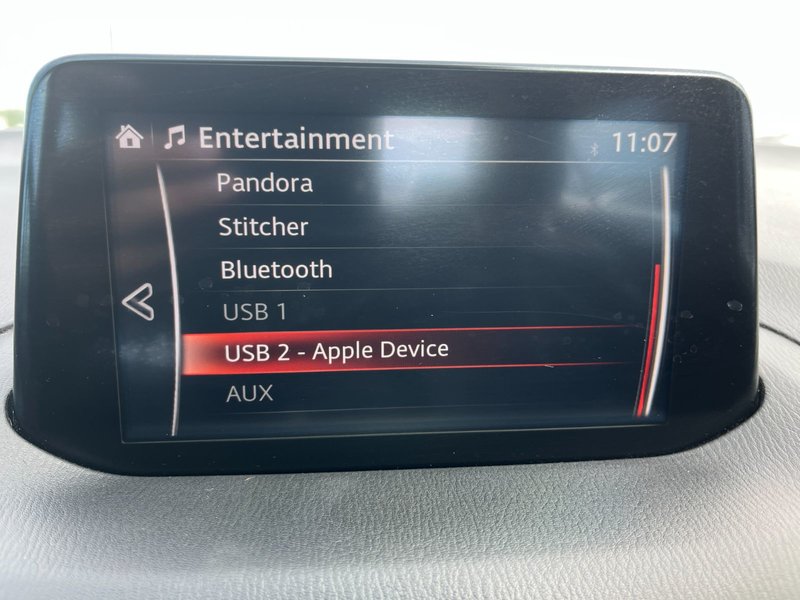 Entertainment 11:07
Pandora
Stitcher
Bluetooth
USB 1
USB 2 - Apple Device
AUX